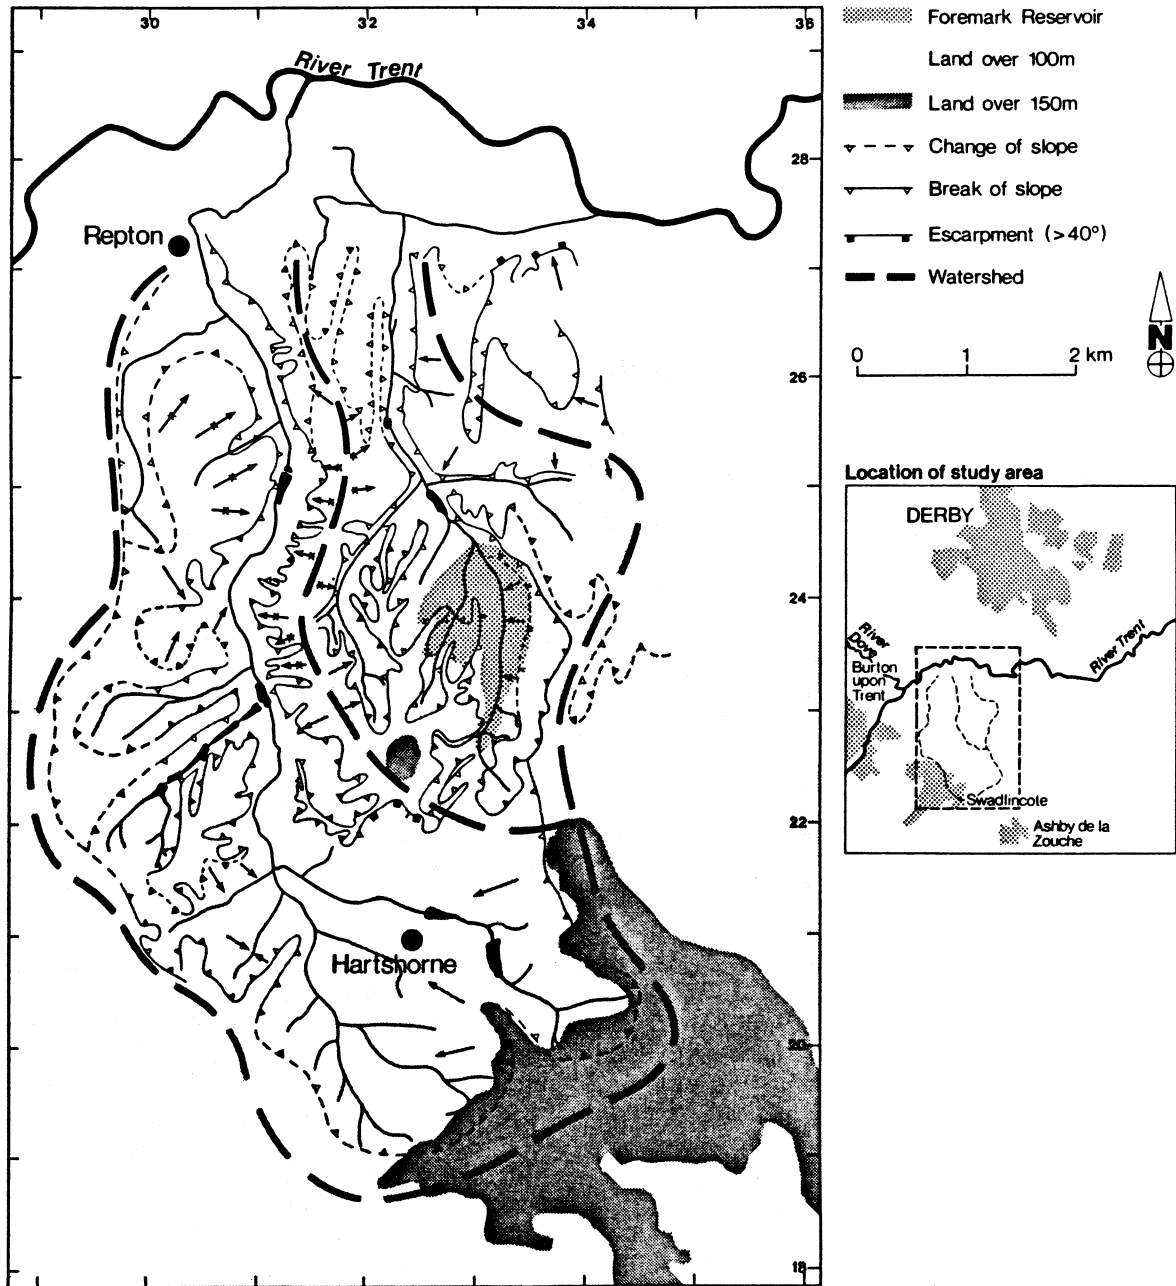 30
32
34
36
River Trent
28
Repton
26
24
22
Hartshorne
20
18
Foremark Reservoir
Land over 100m
Land over 150m
Change of slope
Break of slope
Escarpment (>40°)
Watershed
0 1 2 km
N
Location of study area
DERBY
River Dove
River Trent
Burton
upon
Trent
Swadlincote
Ashby de la
Zouche